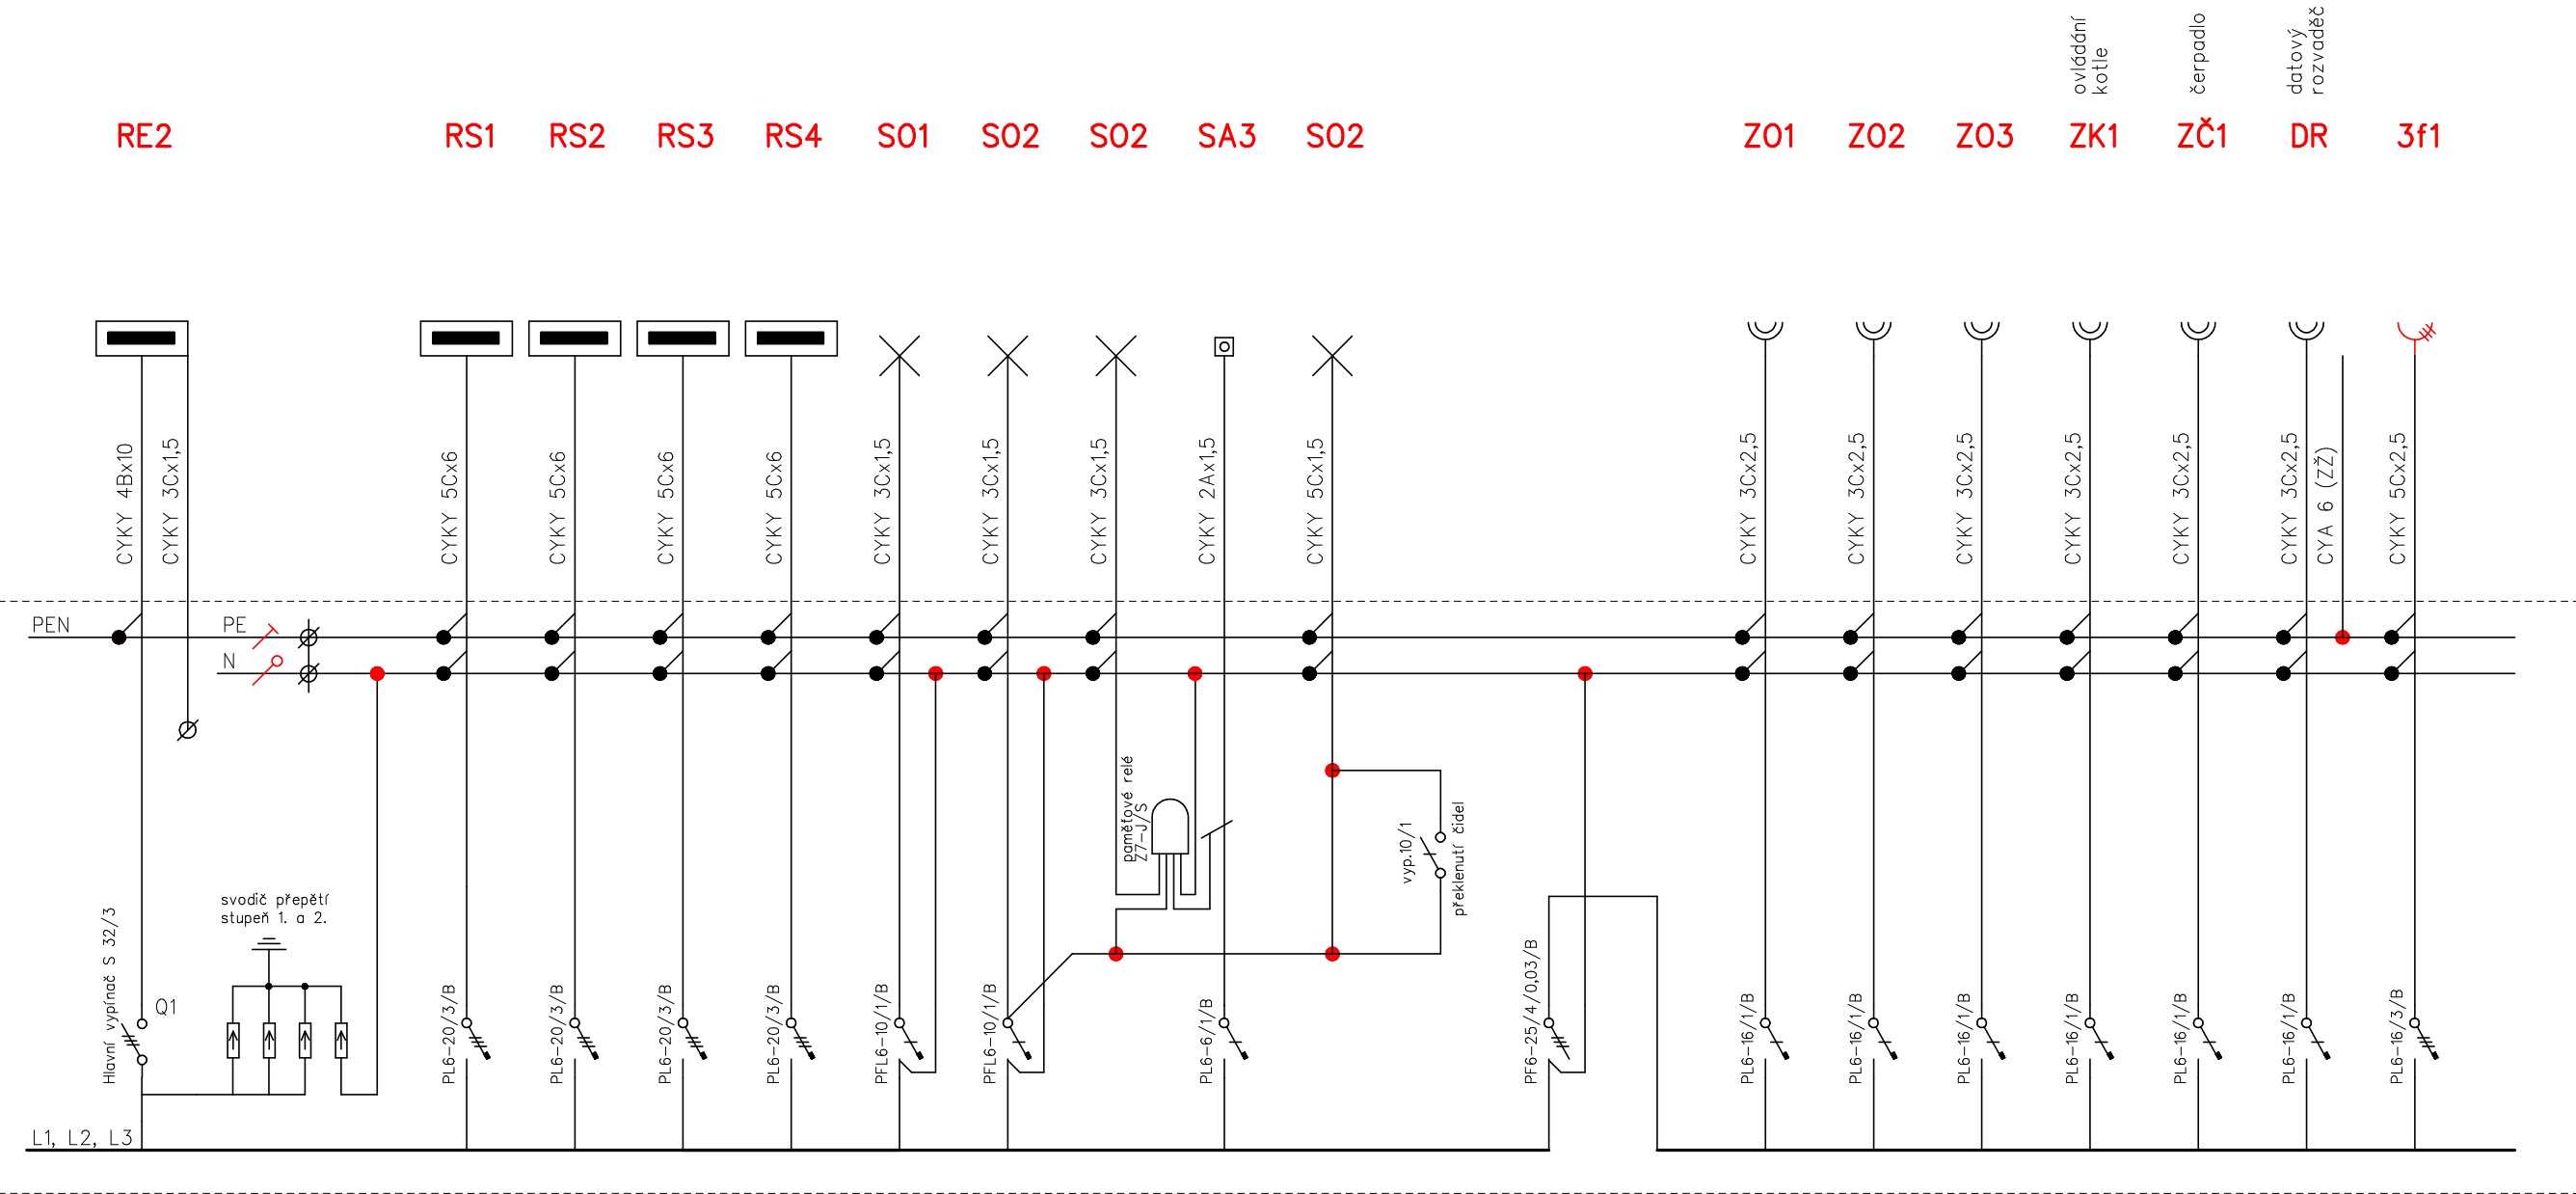 ovládání
kotle
čerpadlo
datový
rozvaděč
RE2
RS1
RS2
RS3
RS4
SO1
SO2
SO2
SA3
SO2
ZO1
ZO2
ZO3
ZK1
ZČ1
DR
3f1
CYKY 4Bx10
CYKY 3Cx1,5
CYKY 5Cx6
CYKY 5Cx6
CYKY 5Cx6
CYKY 5Cx6
CYKY 3Cx1,5
CYKY 3Cx1,5
CYKY 3Cx1,5
CYKY 2Ax1,5
CYKY 5Cx1,5
CYKY 3Cx2,5
CYKY 3Cx2,5
CYKY 3Cx2,5
CYKY 3Cx2,5
CYKY 3Cx2,5
CYKY 3Cx2,5
CYA 6 (ZŽ)
CYKY 5Cx2,5
PEN
PE
N
paměťové relé
Z7-J/S
vyp.10/1
překlenutí čidel
svodič přepětí
stupeň 1. a 2.
Hlavní vypínač S 32/3
Q1
PL6-20/3/B
PL6-20/3/B
PL6-20/3/B
PL6-20/3/B
PFL6-10/1/B
PFL6-10/1/B
PL6-6/1/B
PF6-25/4/0,03/B
PL6-16/1/B
PL6-16/1/B
PL6-16/1/B
PL6-16/1/B
PL6-16/1/B
PL6-16/1/B
PL6-16/3/B
L1, L2, L3